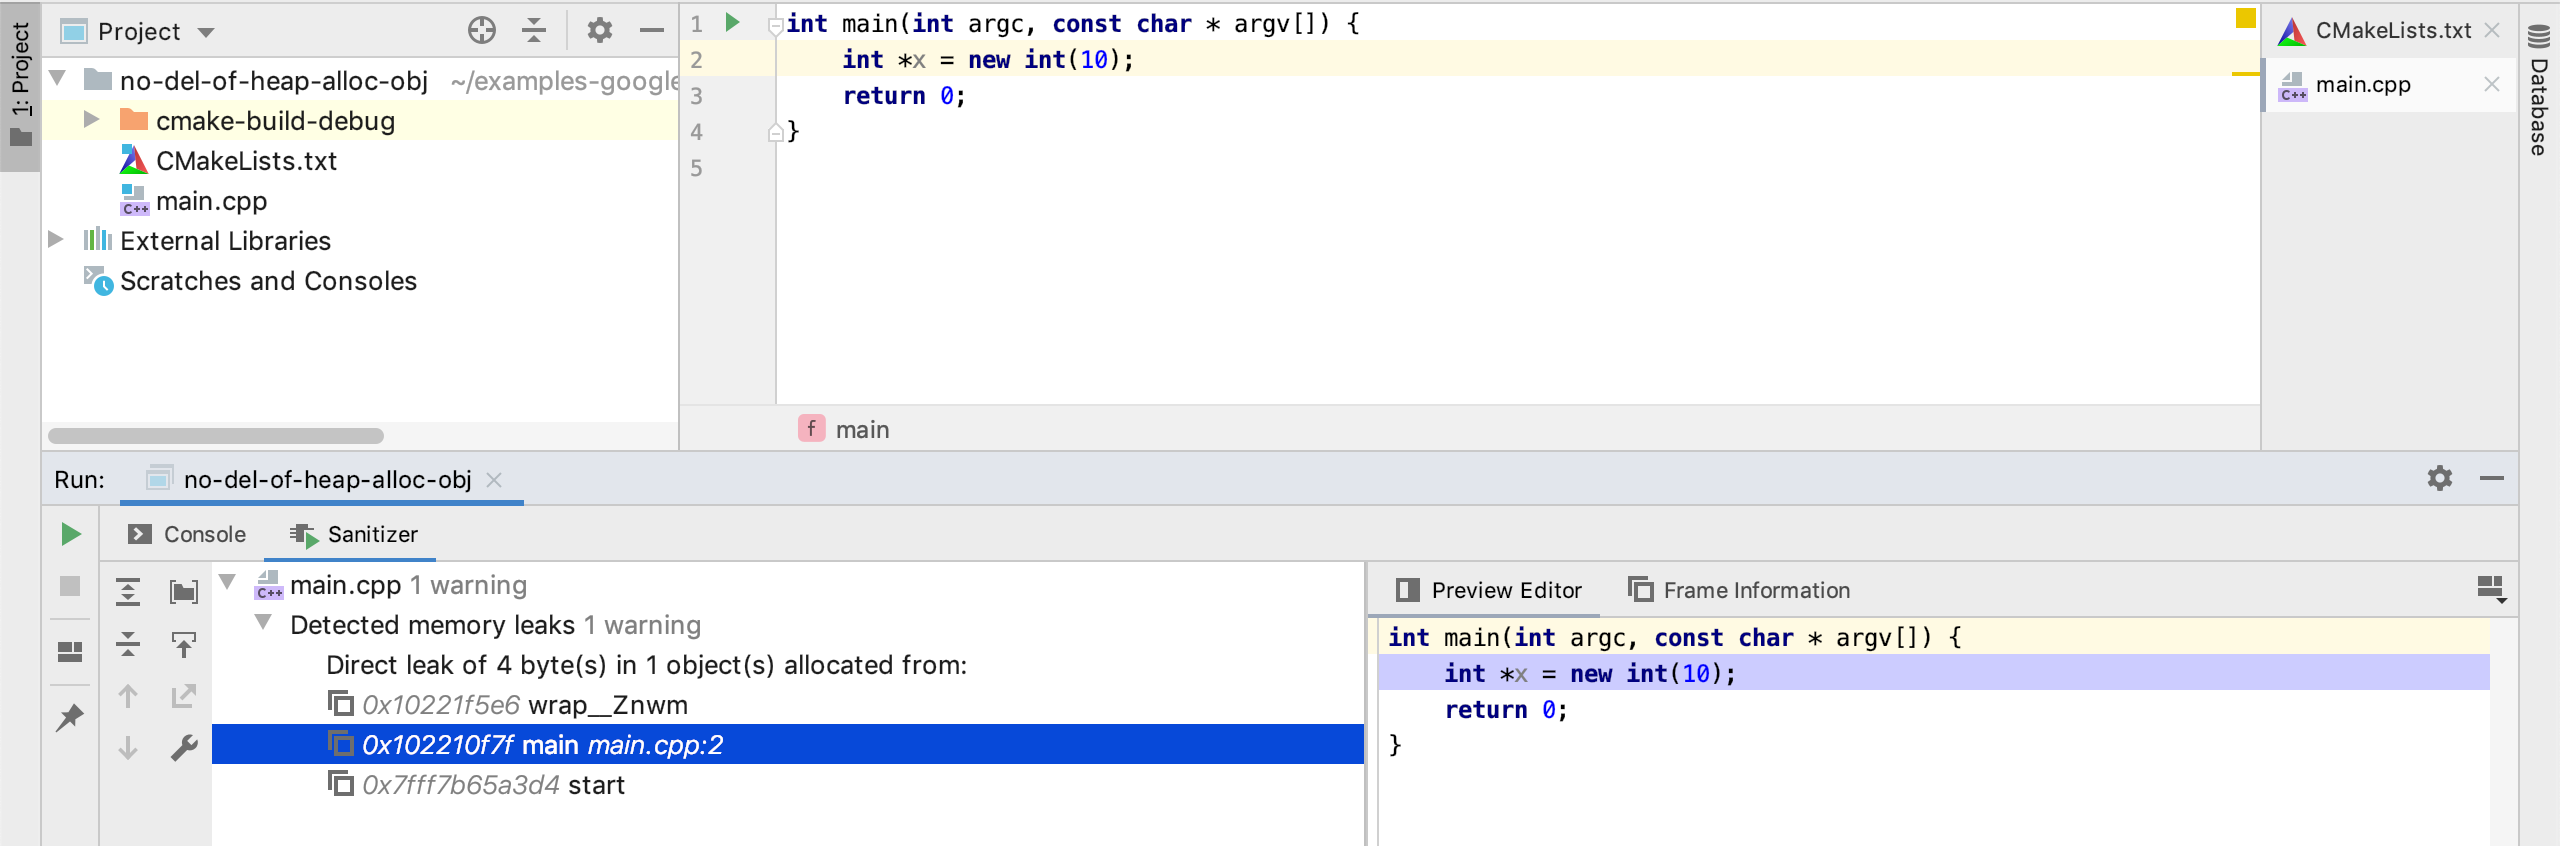 1: Project
Project
no-del-of-heap-alloc-obj ~/examples-google
cmake-build-debug
CMakeLists.txt
C++ main.cpp
External Libraries
Scratches and Consoles
1 int main(int argc, const char * argv[]) {
2 int *x = new int(10);
3 return 0;
4 }
5
f main
CMakeLists.txt
C++ main.cpp
Database
Run: no-del-of-heap-alloc-obj
Console Sanitizer
C++ main.cpp 1 warning
Detected memory leaks 1 warning
Direct leak of 4 byte(s) in 1 object(s) allocated from:
0x10221f5e6 wrap__Znwm
0x102210f7f main main.cpp:2
0x7fff7b65a3d4 start
Preview Editor Frame Information
int main(int argc, const char * argv[]) {
int *x = new int(10);
return 0;
}